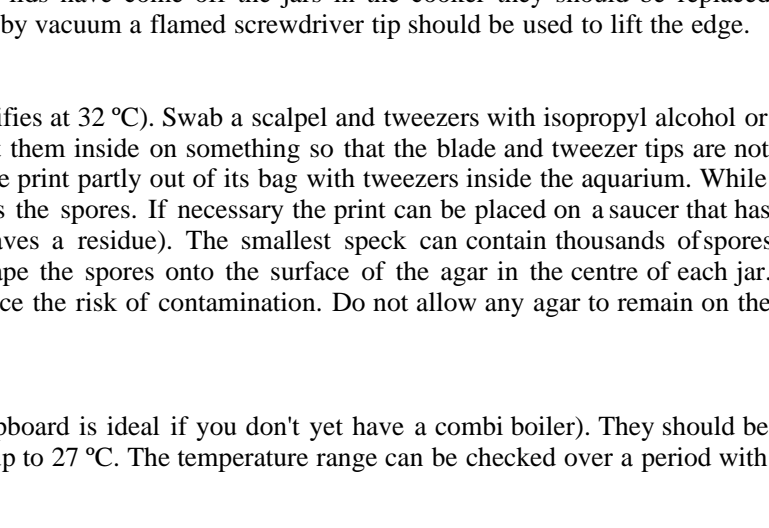 have come off the jars in the cooker they should be replaced
by vacuum a flamed screwdriver tip should be used to lift the edge.
ifies at 32 ºC). Swab a scalpel and tweezers with isopropyl alcohol or
them inside on something so that the blade and tweezer tips are not
e print partly out of its bag with tweezers inside the aquarium. While
s the spores. If necessary the print can be placed on a saucer that has
aves a residue). The smallest speck can contain thousands of spores
ape the spores onto the surface of the agar in the centre of each jar.
ce the risk of contamination. Do not allow any agar to remain on the
pboard is ideal if you don't yet have a combi boiler). They should be
up to 27 ºC. The temperature range can be checked over a period with